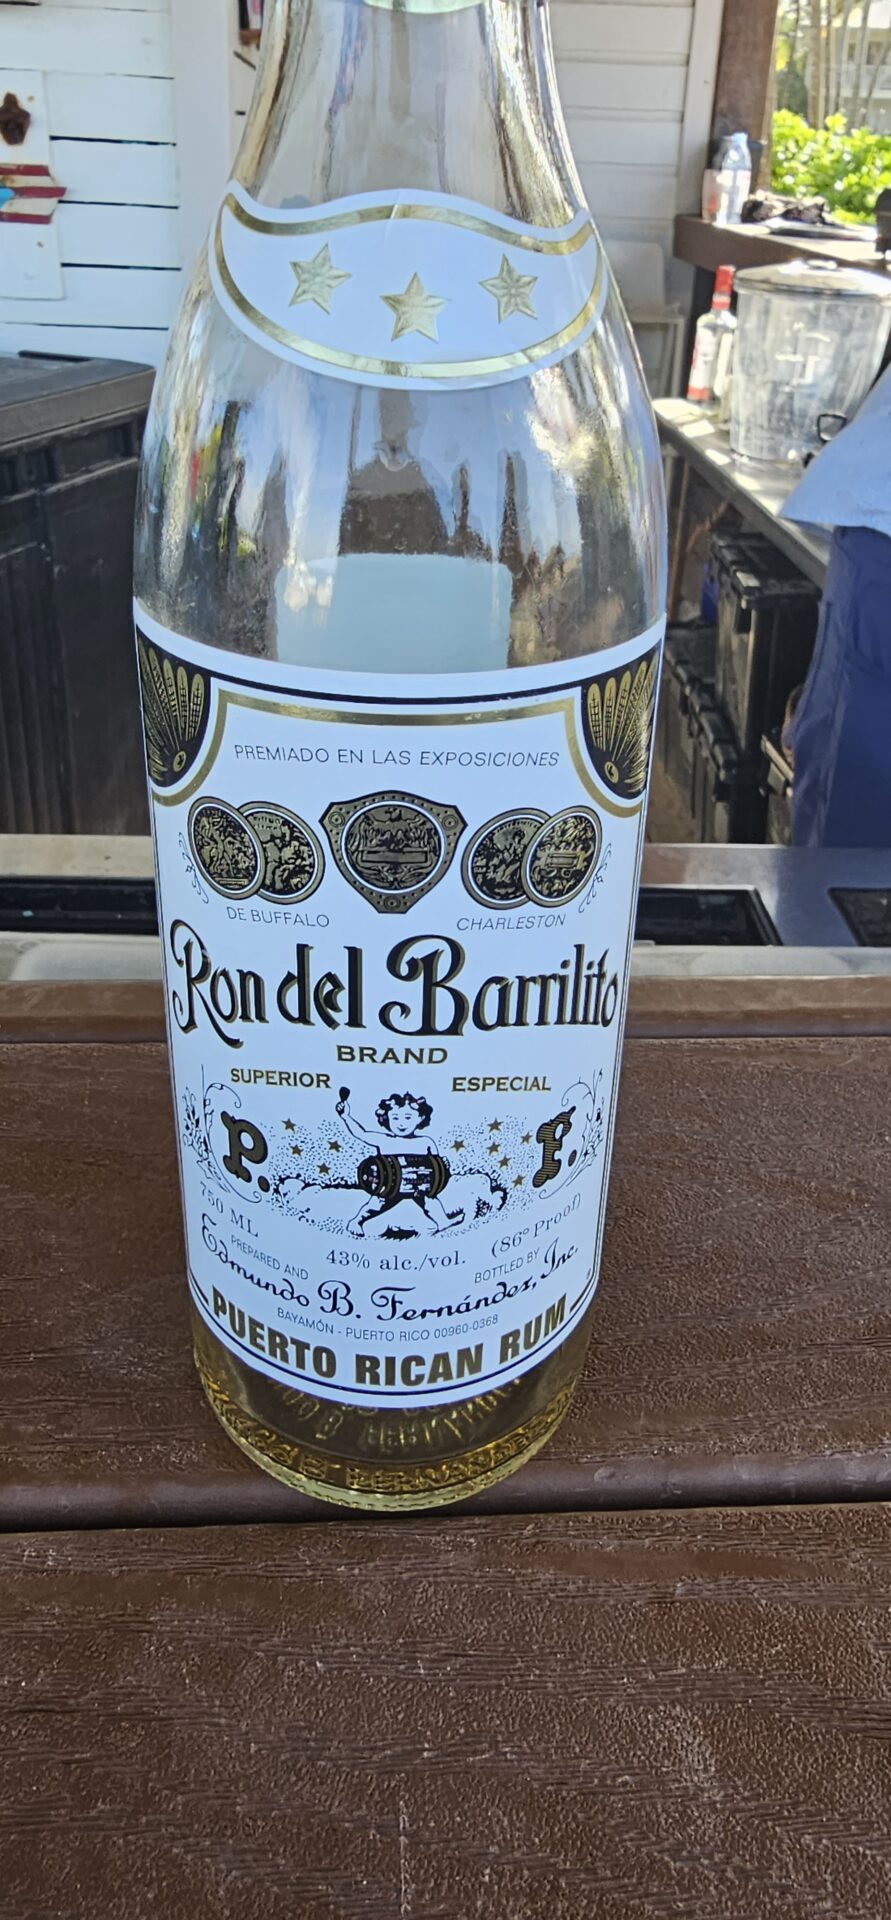 PREMIADO EN LAS EXPOSICIONES
DE BUFFALO CHARLESTON
Ron del Barrilito
BRAND
SUPERIOR ESPECIAL
P. F.
750 ML 43% alc./vol. (86° Proof)
PREPARED AND BOTTLED BY
Edmundo B. Fernández, Inc.
BAYAMÓN - PUERTO RICO 00960-0368
PUERTO RICAN RUM